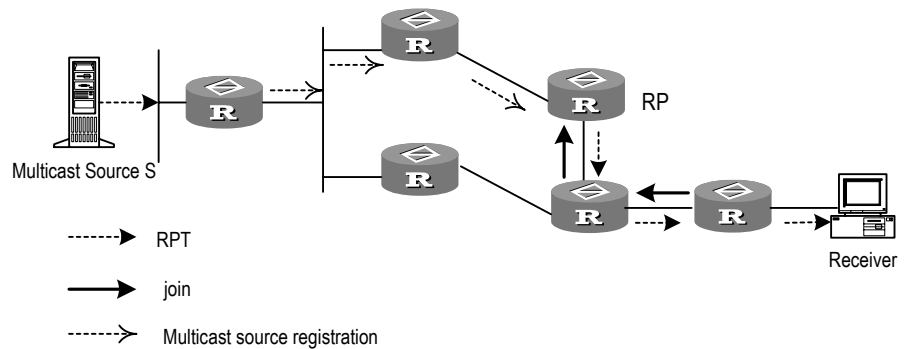 R
R
RP
R
Multicast Source S
R
R
R
Receiver
RPT
join
Multicast source registration